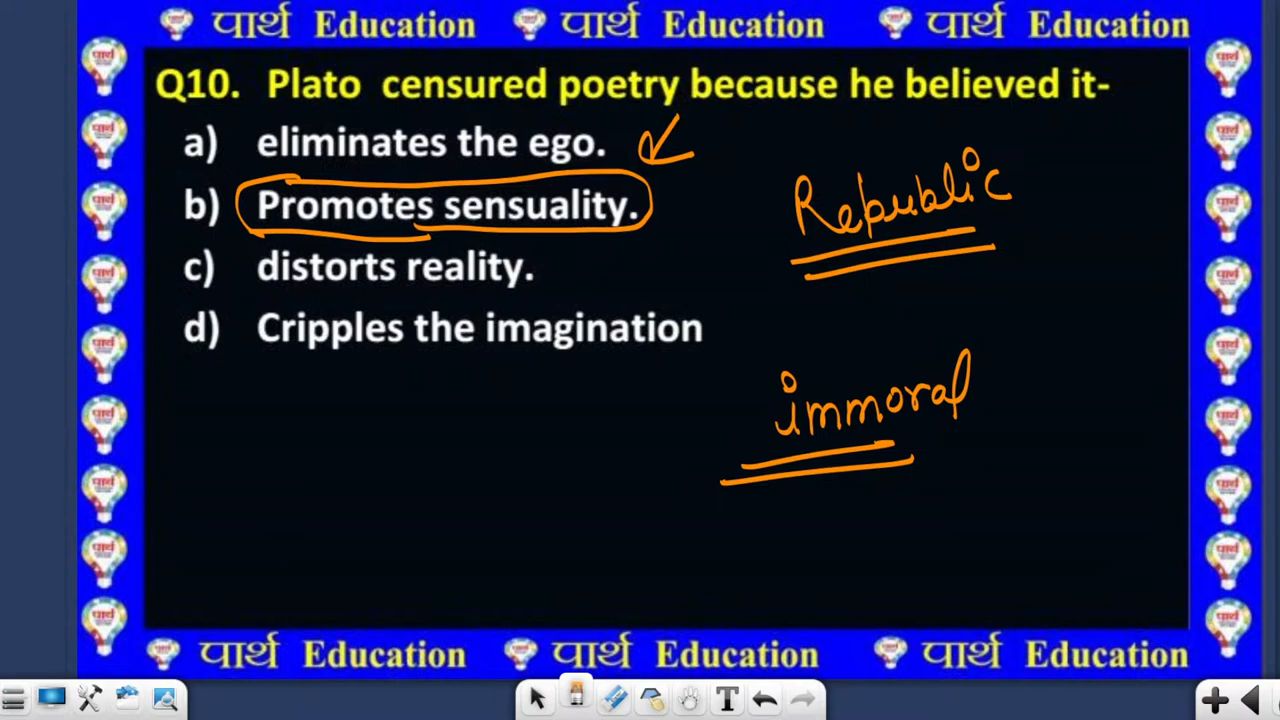 पार्थ Education पार्थ Education पार्थ Education
Q10. Plato censured poetry because he believed it-
a) eliminates the ego.
b) Promotes sensuality.
c) distorts reality.
d) Cripples the imagination
Republic
immoral
पार्थ Education पार्थ Education पार्थ Education